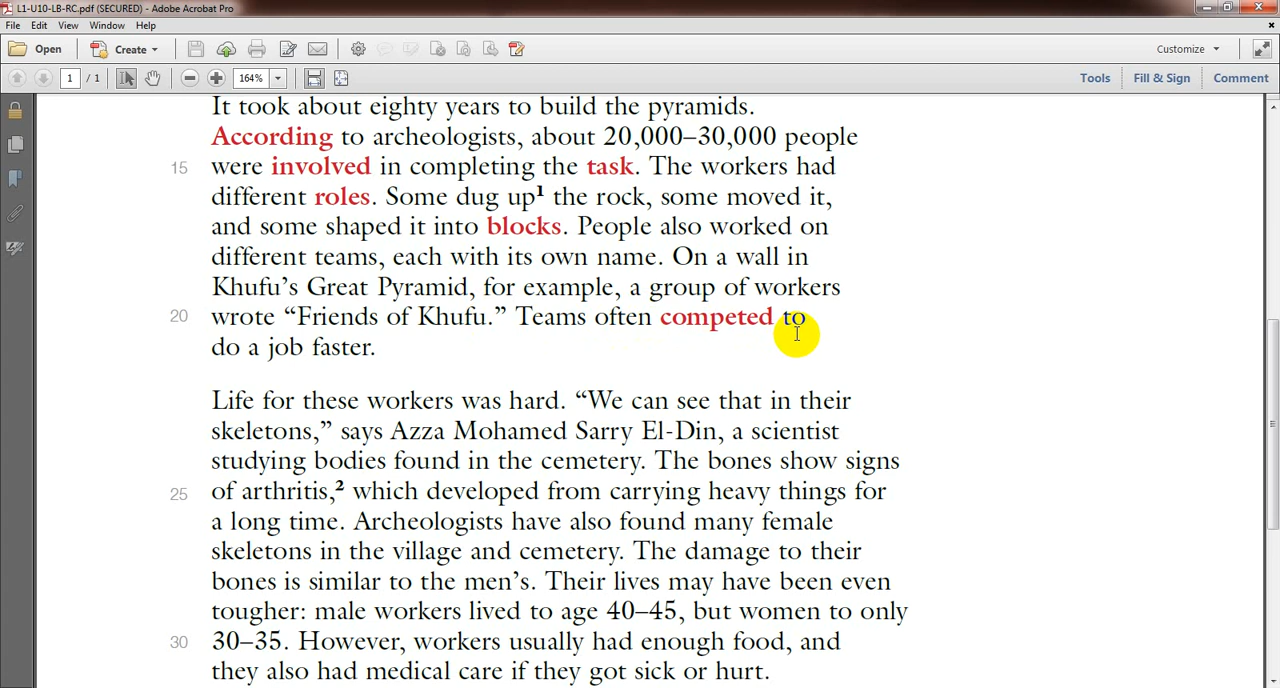 L1-U10-LB-RC.pdf (SECURED) - Adobe Acrobat Pro
File Edit View Window Help
Open Create Customize
1 / 1 164% Tools Fill & Sign Comment
It took about eighty years to build the pyramids.
According to archeologists, about 20,000–30,000 people
15 were involved in completing the task. The workers had
different roles. Some dug up¹ the rock, some moved it,
and some shaped it into blocks. People also worked on
different teams, each with its own name. On a wall in
Khufu’s Great Pyramid, for example, a group of workers
20 wrote “Friends of Khufu.” Teams often competed to
do a job faster.
Life for these workers was hard. “We can see that in their
skeletons,” says Azza Mohamed Sarry El-Din, a scientist
studying bodies found in the cemetery. The bones show signs
25 of arthritis,² which developed from carrying heavy things for
a long time. Archeologists have also found many female
skeletons in the village and cemetery. The damage to their
bones is similar to the men’s. Their lives may have been even
tougher: male workers lived to age 40–45, but women to only
30 30–35. However, workers usually had enough food, and
they also had medical care if they got sick or hurt.